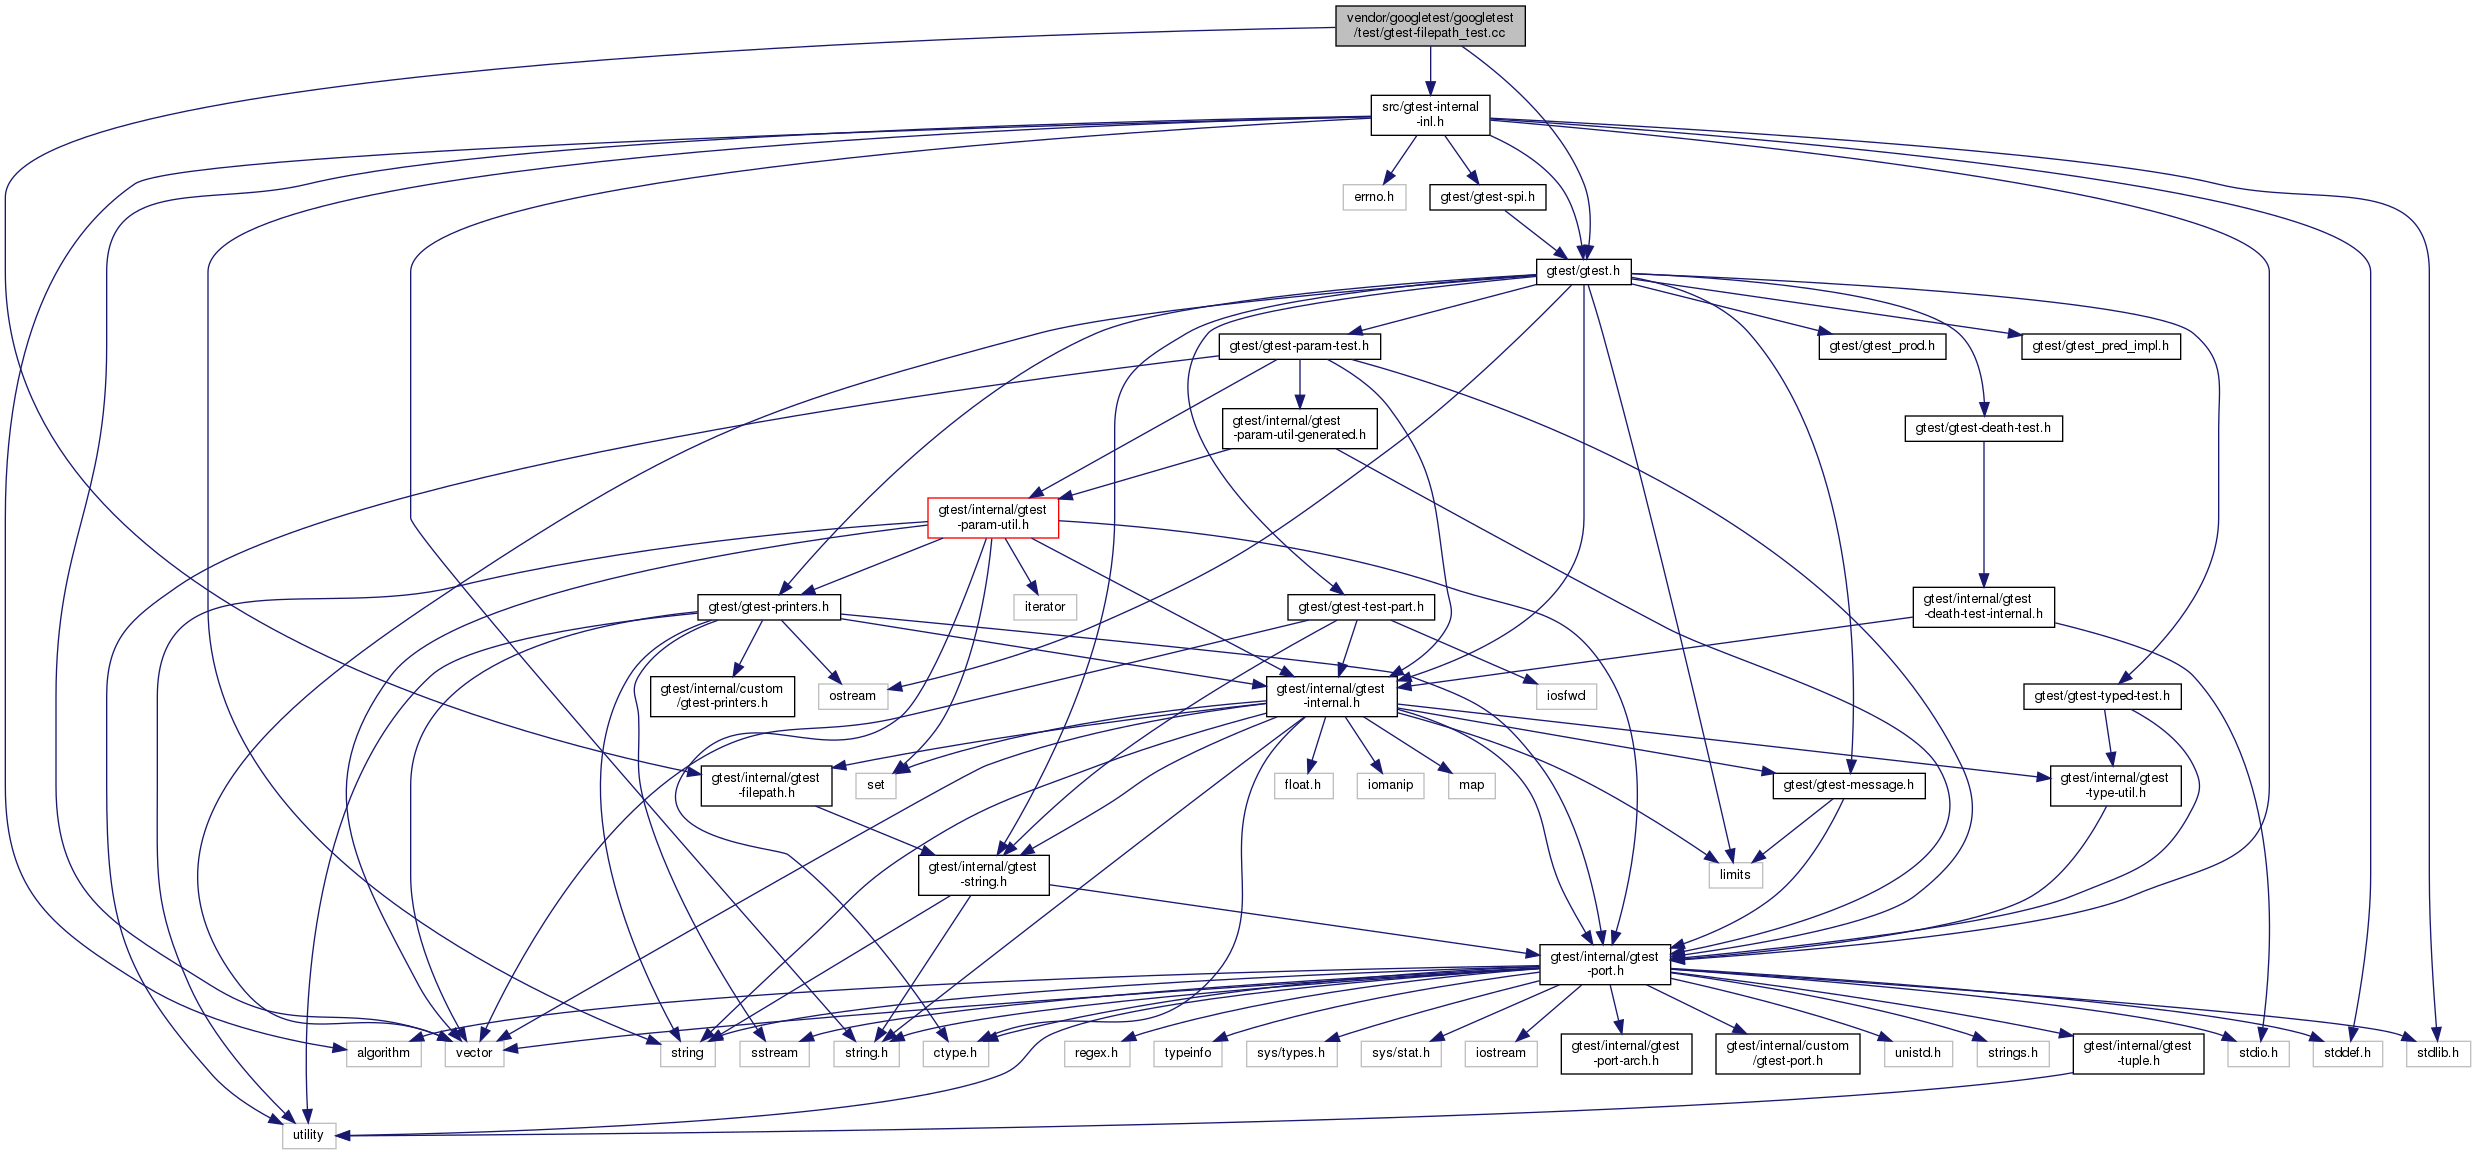 vendor/googletest/googletest
/test/gtest-filepath_test.cc
src/gtest-internal
-inl.h
errno.h
gtest/gtest-spi.h
gtest/gtest.h
gtest/gtest-param-test.h
gtest/gtest_prod.h
gtest/gtest_pred_impl.h
gtest/internal/gtest
-param-util-generated.h
gtest/gtest-death-test.h
gtest/internal/gtest
-param-util.h
gtest/gtest-printers.h
iterator
gtest/gtest-test-part.h
gtest/internal/gtest
-death-test-internal.h
gtest/internal/custom
/gtest-printers.h
ostream
gtest/internal/gtest
-internal.h
iosfwd
gtest/gtest-typed-test.h
gtest/internal/gtest
-filepath.h
set
float.h
iomanip
map
gtest/gtest-message.h
gtest/internal/gtest
-type-util.h
gtest/internal/gtest
-string.h
limits
gtest/internal/gtest
-port.h
algorithm
vector
string
sstream
string.h
ctype.h
regex.h
typeinfo
sys/types.h
sys/stat.h
iostream
gtest/internal/gtest
-port-arch.h
gtest/internal/custom
/gtest-port.h
unistd.h
strings.h
gtest/internal/gtest
-tuple.h
stdio.h
stddef.h
stdlib.h
utility